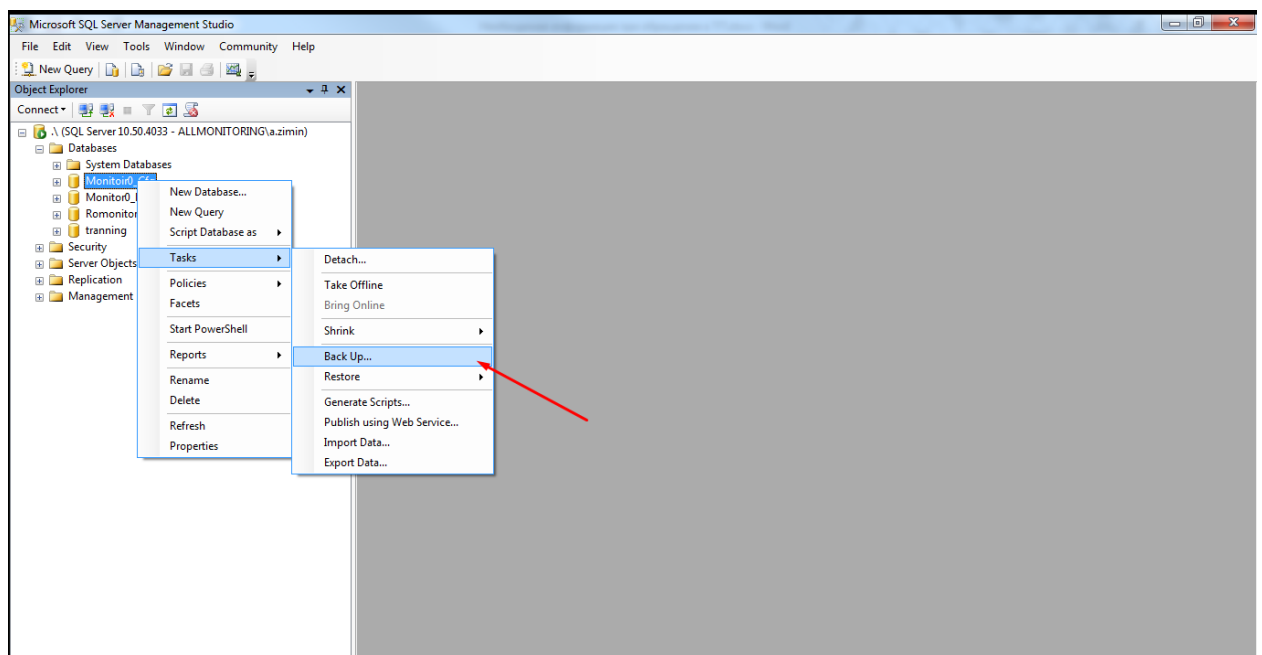 Microsoft SQL Server Management Studio
File Edit View Tools Window Community Help
New Query
Object Explorer
Connect
.\ (SQL Server 10.50.4033 - ALLMONITORING\a.zimin)
Databases
System Databases
Monitoir0_Cfg
Monitor0_
Romonitor
tranning
Security
Server Objects
Replication
Management
New Database...
New Query
Script Database as
Tasks
Policies
Facets
Start PowerShell
Reports
Rename
Delete
Refresh
Properties
Detach...
Take Offline
Bring Online
Shrink
Back Up...
Restore
Generate Scripts...
Publish using Web Service...
Import Data...
Export Data...